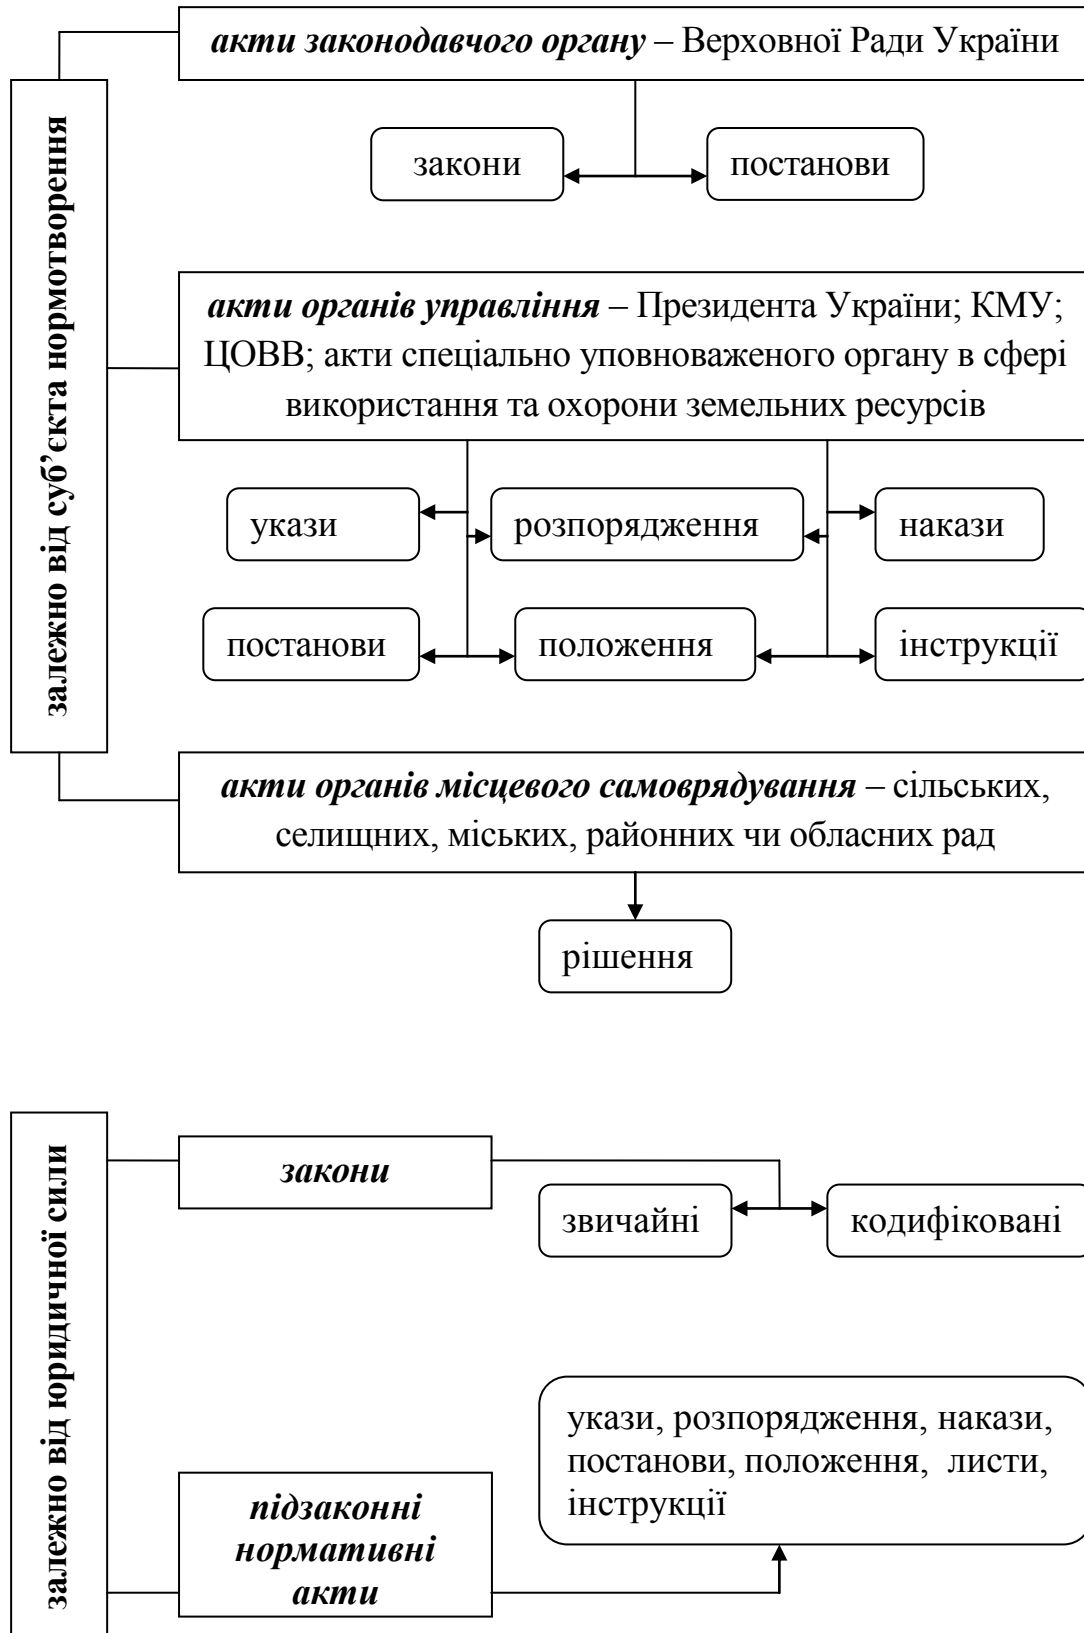 залежно від суб’єкта нормотворення
акти законодавчого органу – Верховної Ради України
закони
постанови
акти органів управління – Президента України; КМУ;
ЦОВВ; акти спеціально уповноваженого органу в сфері
використання та охорони земельних ресурсів
укази
розпорядження
накази
постанови
положення
інструкції
акти органів місцевого самоврядування – сільських,
селищних, міських, районних чи обласних рад
рішення
залежно від юридичної сили
закони
звичайні
кодифіковані
укази, розпорядження, накази,
постанови, положення, листи,
інструкції
підзаконні
нормативні
акти